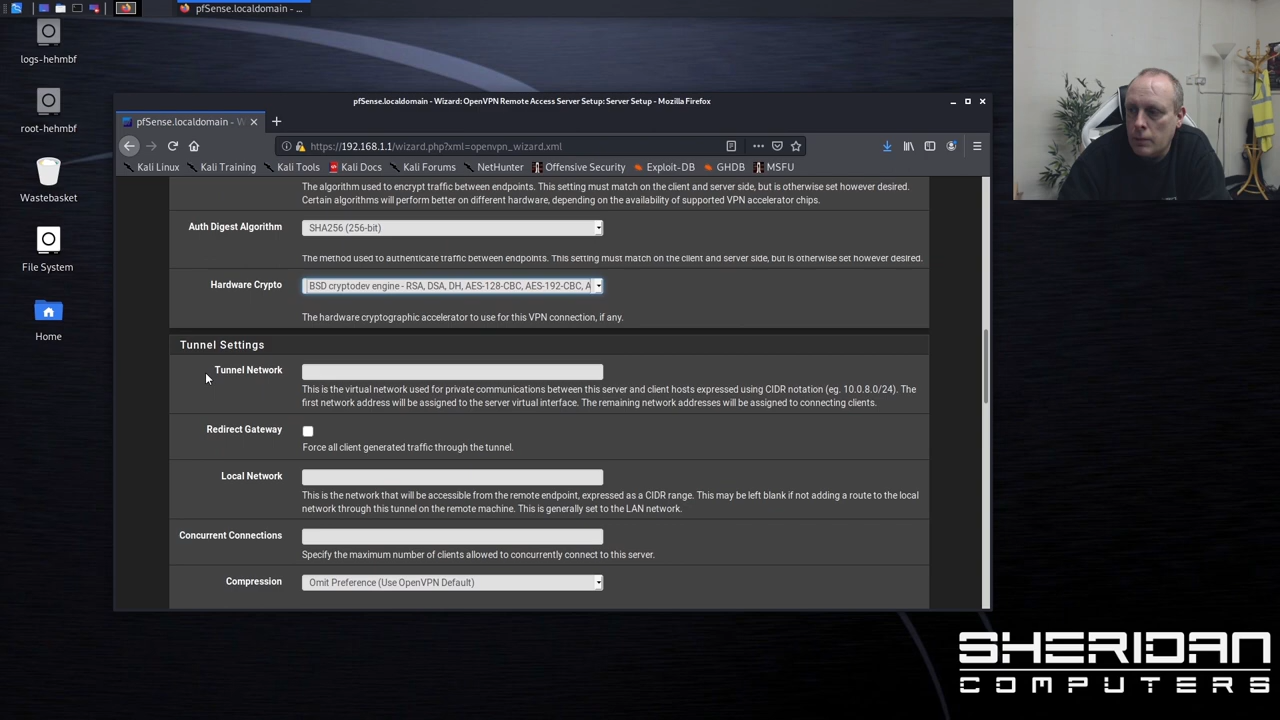 pfSense.localdomain - ...
logs-hehmbf
root-hehmbf
Wastebasket
File System
Home
pfSense.localdomain - Wizard: OpenVPN Remote Access Server Setup: Server Setup - Mozilla Firefox
pfSense.localdomain - W
https://192.168.1.1/wizard.php?xml=openvpn_wizard.xml
Kali Linux Kali Training Kali Tools Kali Docs Kali Forums NetHunter Offensive Security Exploit-DB GHDB MSFU
The algorithm used to encrypt traffic between endpoints. This setting must match on the client and server side, but is otherwise set however desired.
Certain algorithms will perform better on different hardware, depending on the availability of supported VPN accelerator chips.
Auth Digest Algorithm SHA256 (256-bit)
The method used to authenticate traffic between endpoints. This setting must match on the client and server side, but is otherwise set however desired.
Hardware Crypto BSD cryptodev engine - RSA, DSA, DH, AES-128-CBC, AES-192-CBC, A
The hardware cryptographic accelerator to use for this VPN connection, if any.
Tunnel Settings
Tunnel Network
This is the virtual network used for private communications between this server and client hosts expressed using CIDR notation (eg. 10.0.8.0/24). The
first network address will be assigned to the server virtual interface. The remaining network addresses will be assigned to connecting clients.
Redirect Gateway
Force all client generated traffic through the tunnel.
Local Network
This is the network that will be accessible from the remote endpoint, expressed as a CIDR range. This may be left blank if not adding a route to the local
network through this tunnel on the remote machine. This is generally set to the LAN network.
Concurrent Connections
Specify the maximum number of clients allowed to concurrently connect to this server.
Compression Omit Preference (Use OpenVPN Default)
SHERIDAN
COMPUTERS